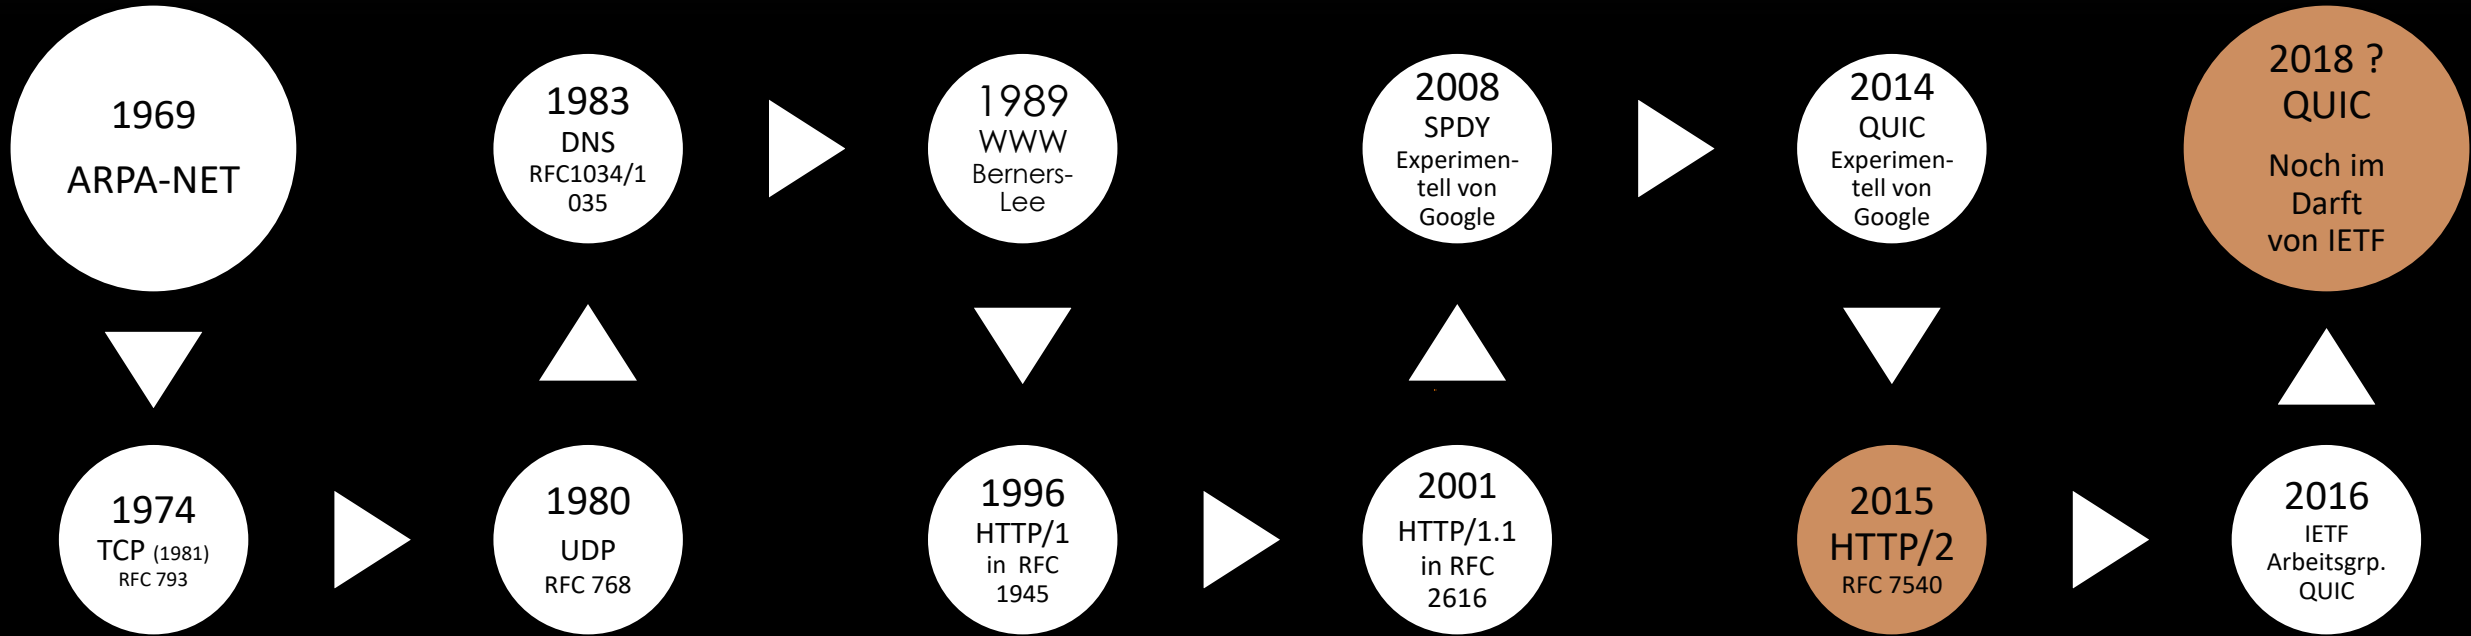 1969
ARPA-NET
1974
TCP (1981)
RFC 793
1980
UDP
RFC 768
1983
DNS
RFC1034/1
035
1989
WWW
Berners-
Lee
1996
HTTP/1
in RFC
1945
2001
HTTP/1.1
in RFC
2616
2008
SPDY
Experimen-
tell von
Google
2014
QUIC
Experimen-
tell von
Google
2015
HTTP/2
RFC 7540
2016
IETF
Arbeitsgrp.
QUIC
2018 ?
QUIC
Noch im
Darft
von IETF